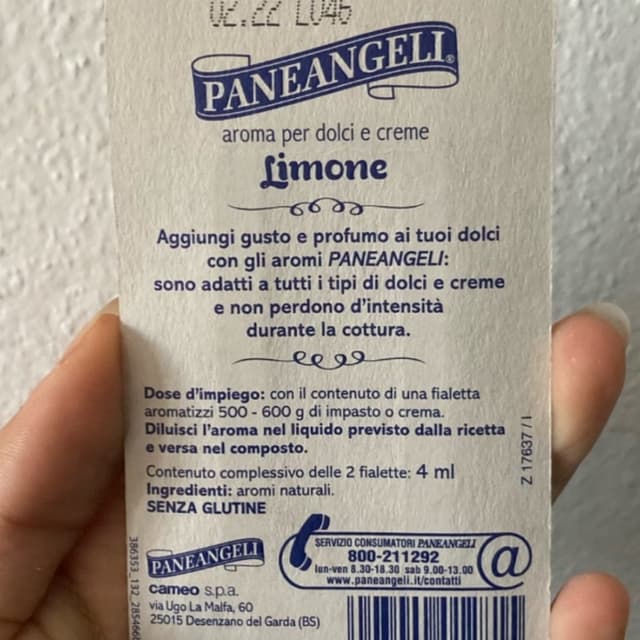 02.22 L046
PANEANGELI®
aroma per dolci e creme
Limone
Aggiungi gusto e profumo ai tuoi dolci
con gli aromi PANEANGELI:
sono adatti a tutti i tipi di dolci e creme
e non perdono d'intensità
durante la cottura.
Dose d'impiego: con il contenuto di una fialetta
aromatizzi 500 - 600 g di impasto o crema.
Diluisci l'aroma nel liquido previsto dalla ricetta
e versa nel composto.
Contenuto complessivo delle 2 fialette: 4 ml
Ingredienti: aromi naturali.
SENZA GLUTINE
Z 17637 / I
PANEANGELI
cameo s.p.a.
via Ugo La Malfa, 60
25015 Desenzano del Garda (BS)
SERVIZIO CONSUMATORI PANEANGELI
800-211292
lun-ven 8.30-18.30 sab 9.00-13.00
www.paneangeli.it/contatti
@